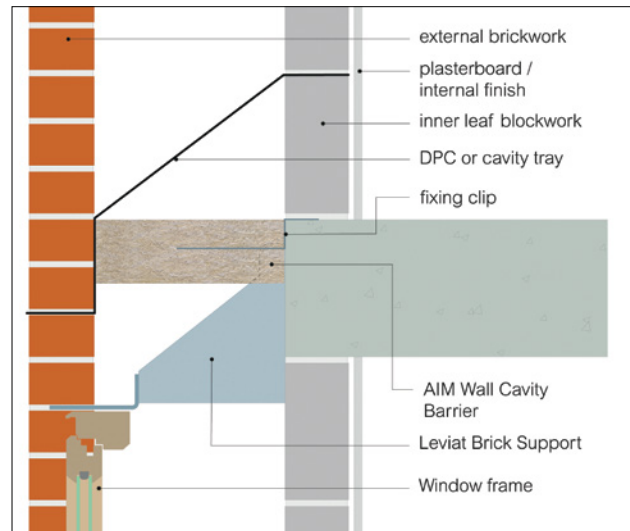 external brickwork
plasterboard /
internal finish
inner leaf blockwork
DPC or cavity tray
fixing clip
AIM Wall Cavity
Barrier
Leviat Brick Support
Window frame